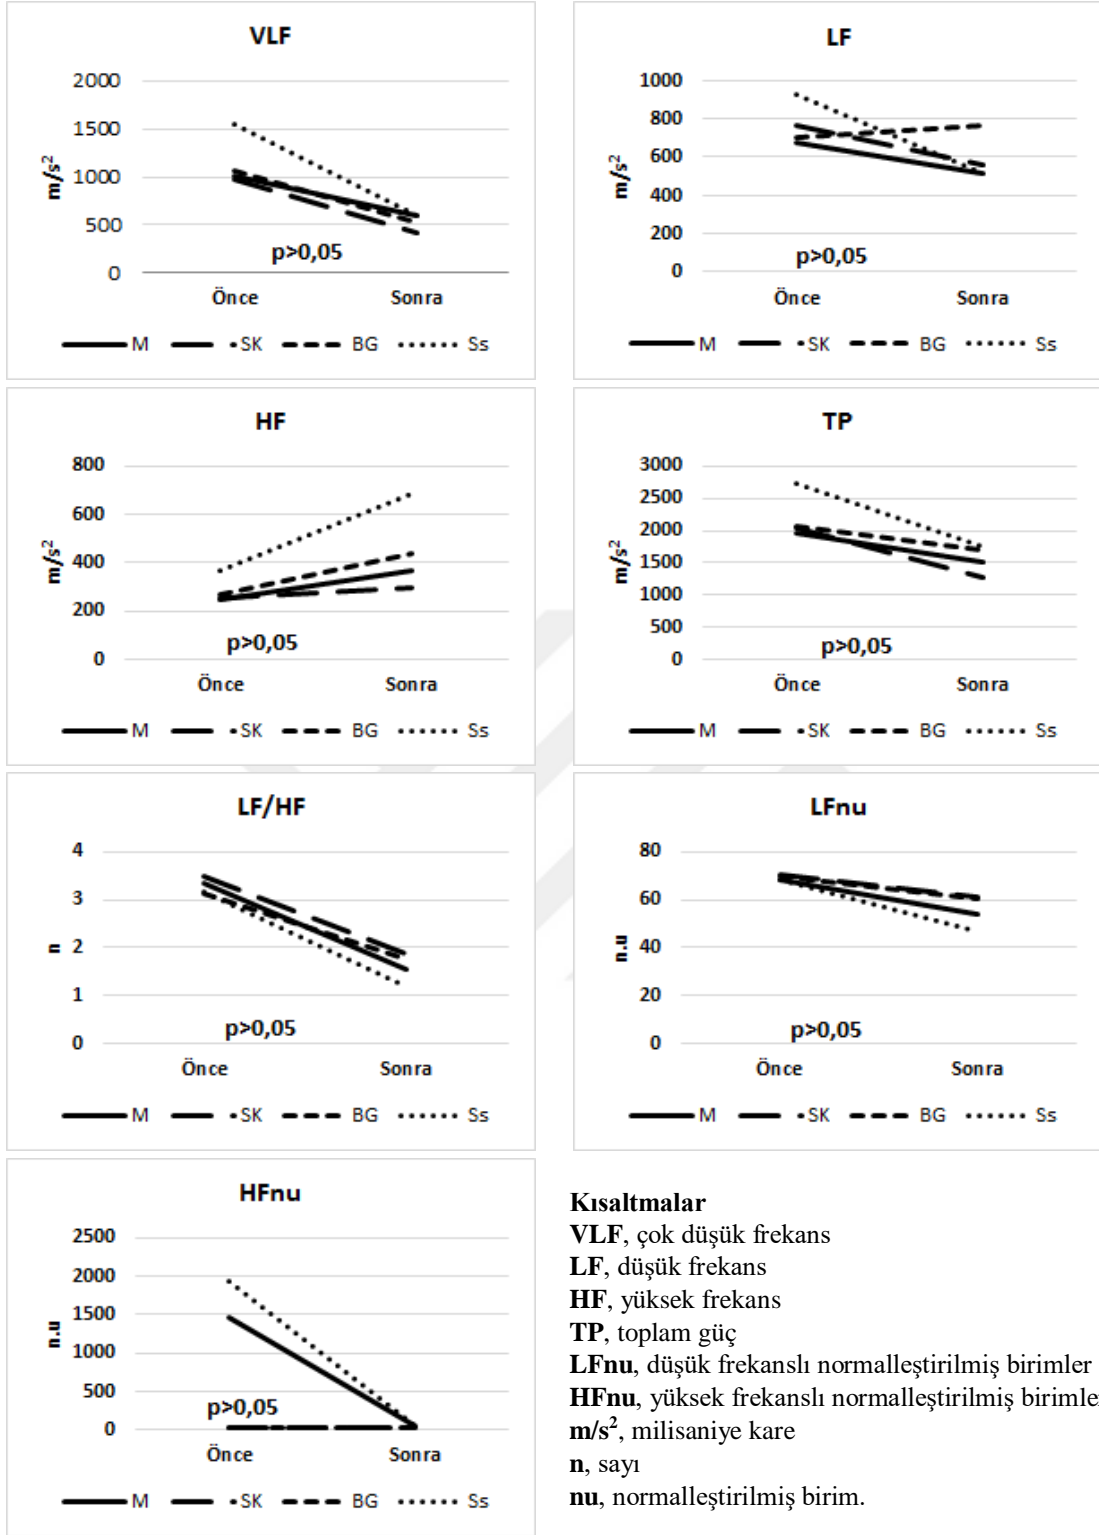 VLF
2000
1500
1000
500
0
m/s²
p>0,05
Önce Sonra
M SK BG Ss
LF
1000
800
600
400
200
0
m/s²
p>0,05
Önce Sonra
M SK BG Ss
HF
800
600
400
200
0
m/s²
p>0,05
Önce Sonra
M SK BG Ss
TP
3000
2500
2000
1500
1000
500
0
m/s²
p>0,05
Önce Sonra
M SK BG Ss
LF/HF
4
3
2
1
0
n
p>0,05
Önce Sonra
M SK BG Ss
LFnu
80
60
40
20
0
n.u
p>0,05
Önce Sonra
M SK BG Ss
HFnu
2500
2000
1500
1000
500
0
n.u
p>0,05
Önce Sonra
M SK BG Ss
Kısaltmalar
VLF, çok düşük frekans
LF, düşük frekans
HF, yüksek frekans
TP, toplam güç
LFnu, düşük frekanslı normalleştirilmiş birimler
HFnu, yüksek frekanslı normalleştirilmiş birimle
m/s², milisaniye kare
n, sayı
nu, normalleştirilmiş birim.